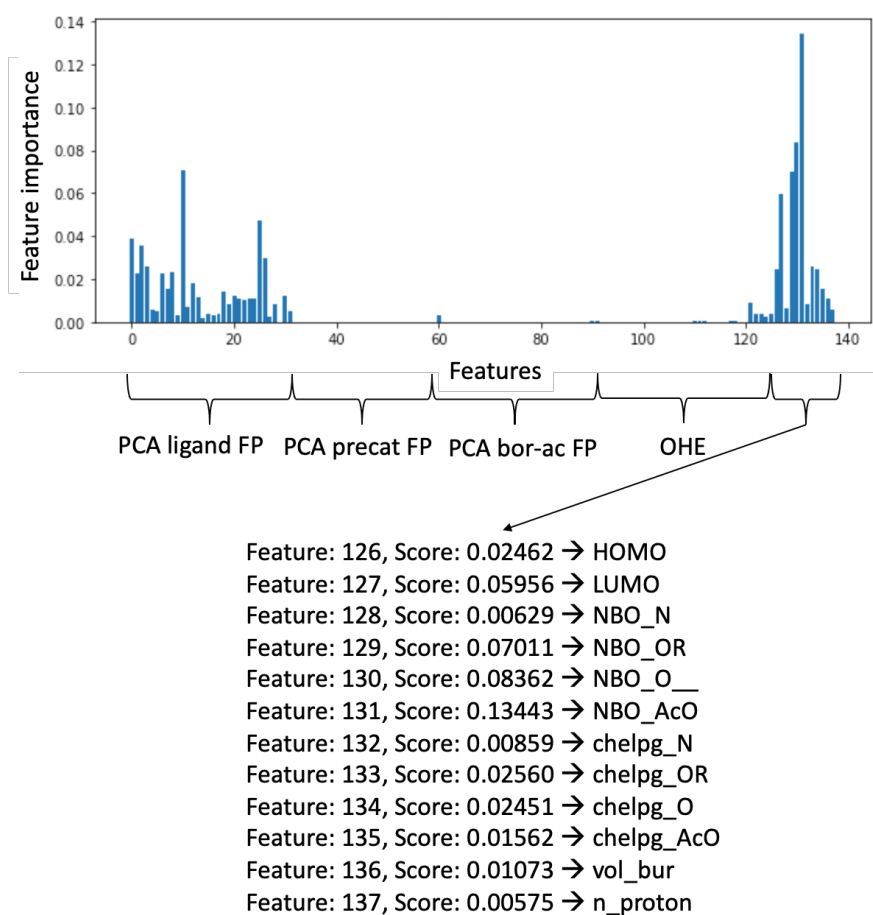 0.14
0.12
0.10
0.08
0.06
0.04
0.02
0.00
Feature importance
0 20 40 60 80 100 120 140
Features
PCA ligand FP PCA precat FP PCA bor-ac FP OHE
Feature: 126, Score: 0.02462 → HOMO
Feature: 127, Score: 0.05956 → LUMO
Feature: 128, Score: 0.00629 → NBO_N
Feature: 129, Score: 0.07011 → NBO_OR
Feature: 130, Score: 0.08362 → NBO_O__
Feature: 131, Score: 0.13443 → NBO_AcO
Feature: 132, Score: 0.00859 → chelpg_N
Feature: 133, Score: 0.02560 → chelpg_OR
Feature: 134, Score: 0.02451 → chelpg_O
Feature: 135, Score: 0.01562 → chelpg_AcO
Feature: 136, Score: 0.01073 → vol_bur
Feature: 137, Score: 0.00575 → n_proton